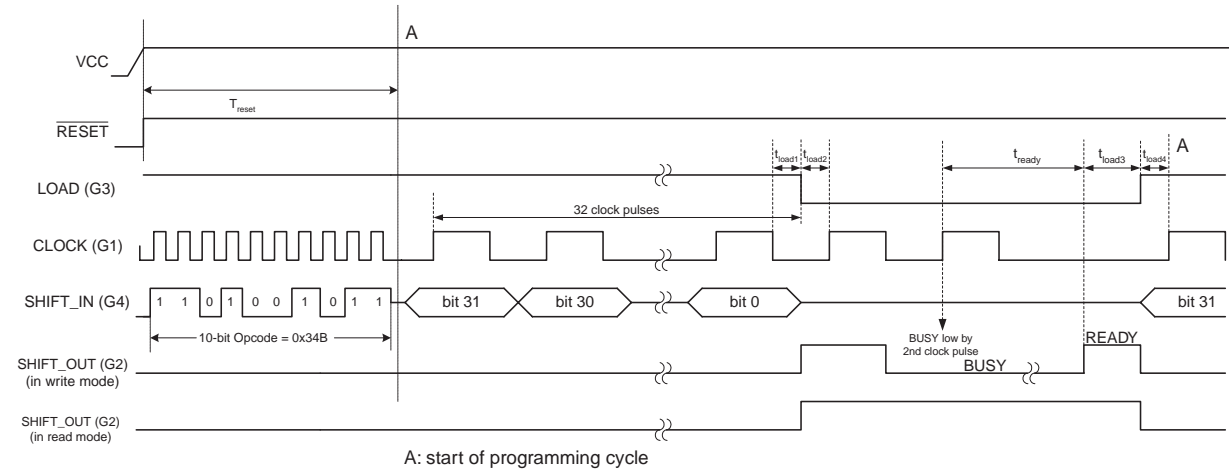 A
VCC
T_reset
RESET
t_load1 t_load2 t_ready t_load3 t_load4 A
LOAD (G3)
32 clock pulses
CLOCK (G1)
SHIFT_IN (G4) 1 1 0 1 0 0 1 0 1 1 bit 31 bit 30 bit 0 bit 31
10-bit Opcode = 0x34B
BUSY low by
2nd clock pulse
READY
SHIFT_OUT (G2)
(in write mode)
BUSY
SHIFT_OUT (G2)
(in read mode)
A: start of programming cycle